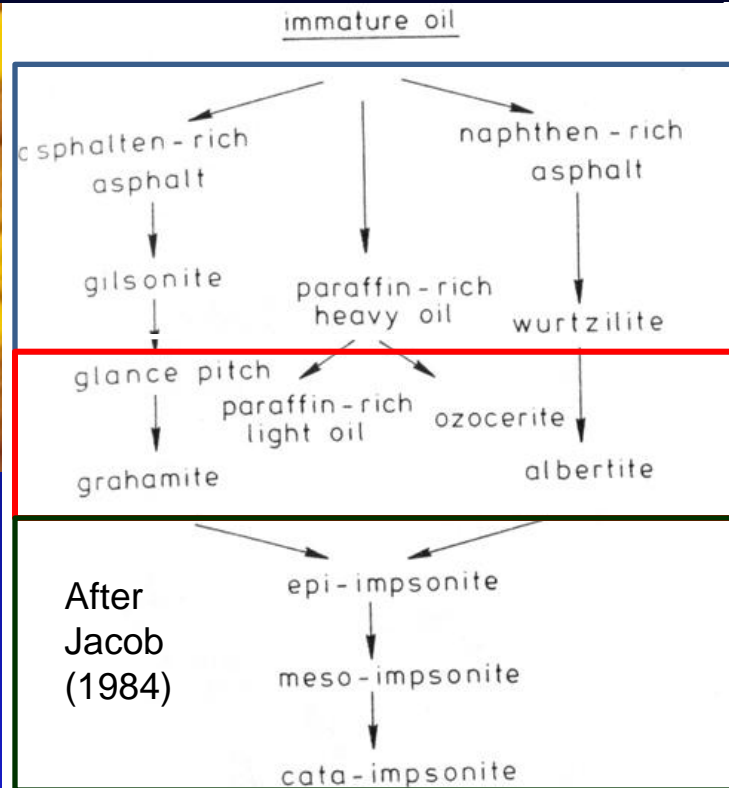 immature oil
asphalten-rich
asphalt
naphthen-rich
asphalt
gilsonite
paraffin-rich
heavy oil
wurtzilite
glance pitch
paraffin-rich
light oil
ozocerite
grahamite
albertite
epi-impsonite
After
Jacob
(1984)
meso-impsonite
cata-impsonite